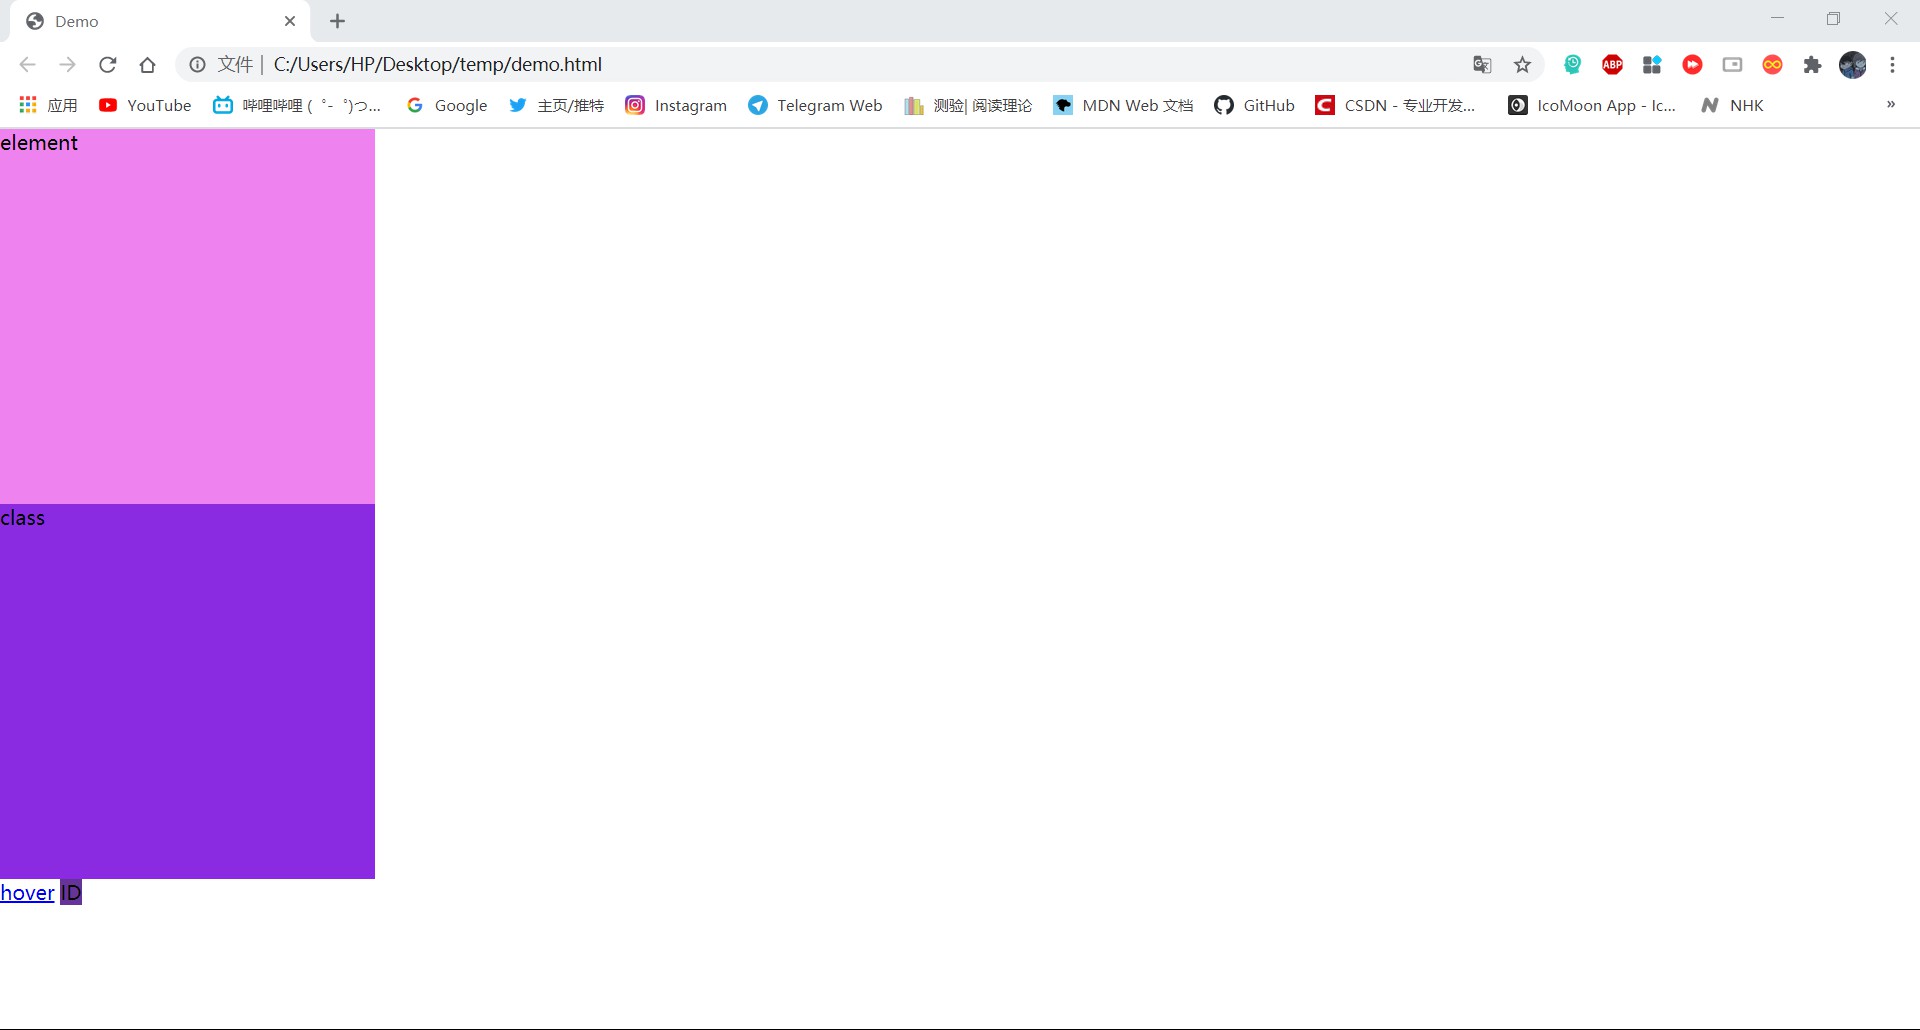 Demo
文件 | C:/Users/HP/Desktop/temp/demo.html
ABP
应用 YouTube 哔哩哔哩 ( ゜- ゜)つ... Google 主页/推特 Instagram Telegram Web 测验| 阅读理论 MDN Web 文档 GitHub CSDN - 专业开发... IcoMoon App - Ic... NHK »
element
class
hover ID